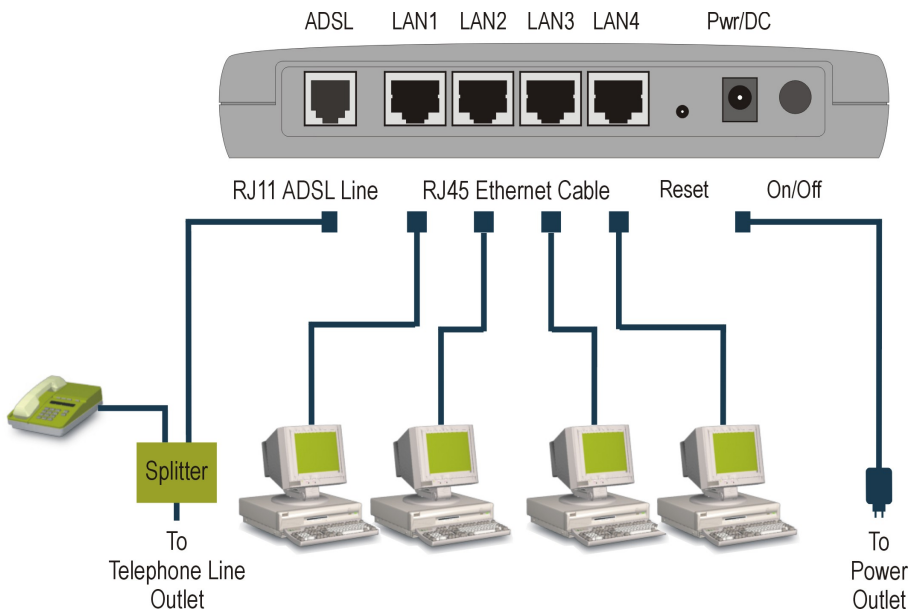 ADSL LAN1 LAN2 LAN3 LAN4 Pwr/DC
RJ11 ADSL Line RJ45 Ethernet Cable Reset On/Off
Splitter
To
Telephone Line
Outlet
To
Power
Outlet